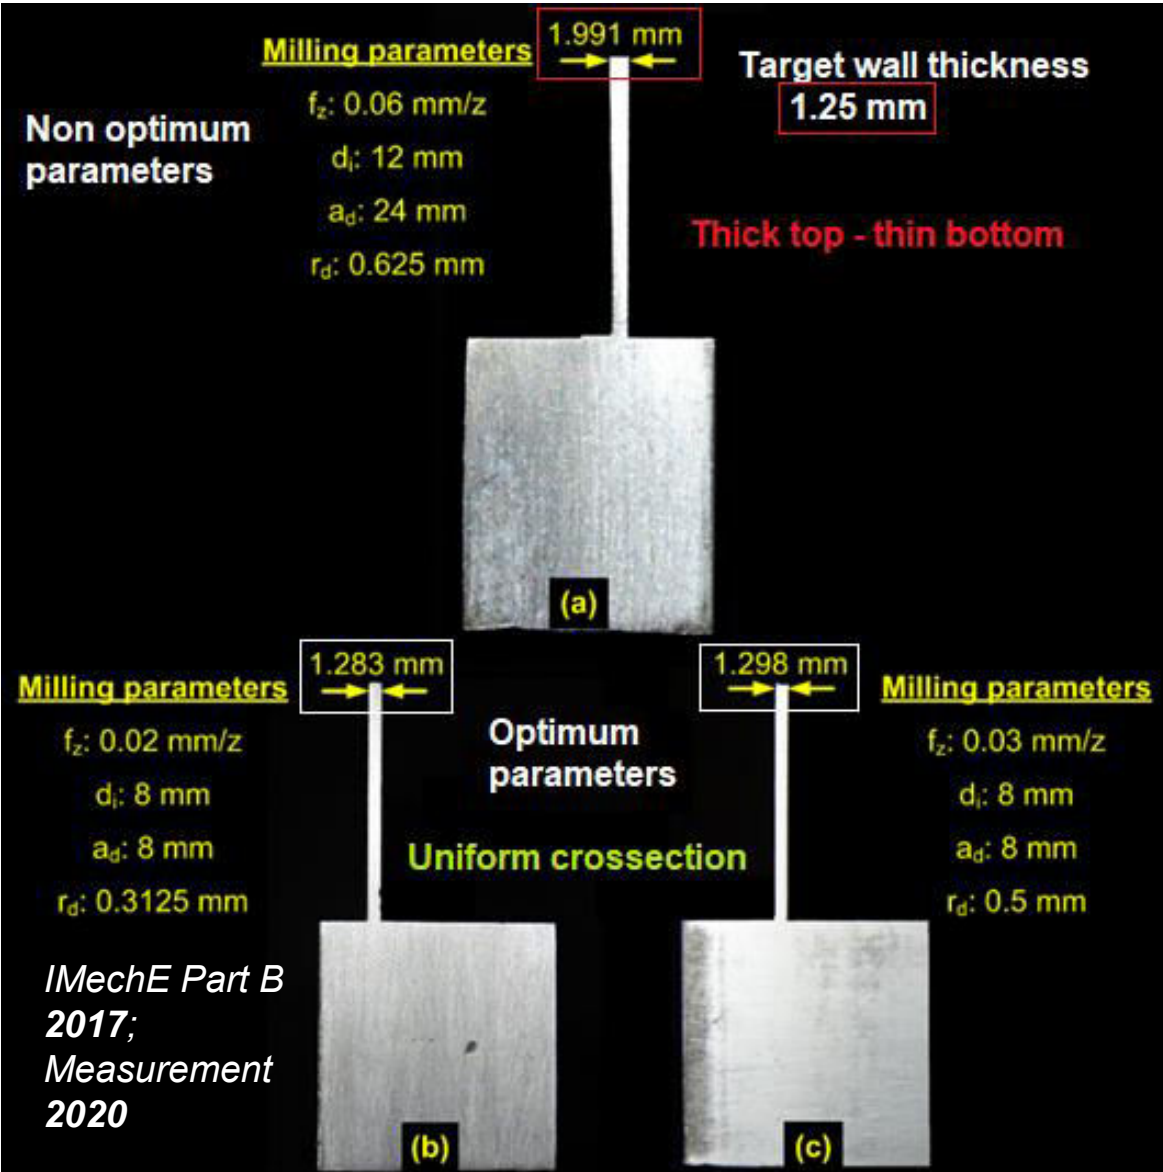 1.991 mm
Milling parameters
Target wall thickness
1.25 mm
fz: 0.06 mm/z
Non optimum
parameters
di: 12 mm
ad: 24 mm
Thick top - thin bottom
rd: 0.625 mm
(a)
1.283 mm
1.298 mm
Milling parameters
Milling parameters
fz: 0.02 mm/z
di: 8 mm
ad: 8 mm
rd: 0.3125 mm
Optimum
parameters
Uniform crossection
fz: 0.03 mm/z
di: 8 mm
ad: 8 mm
rd: 0.5 mm
IMechE Part B
2017;
Measurement
2020
(b)
(c)